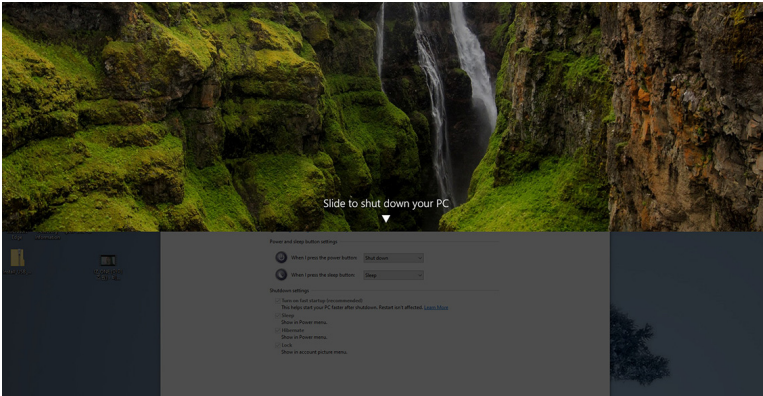 Slide to shut down your PC
Power and sleep button settings
When I press the power button: Shut down
When I press the sleep button: Sleep
Shutdown settings
Turn on fast startup (recommended)
This helps start your PC faster after shutdown. Restart isn't affected. Learn More
Sleep
Show in Power menu.
Hibernate
Show in Power menu.
Lock
Show in account picture menu.